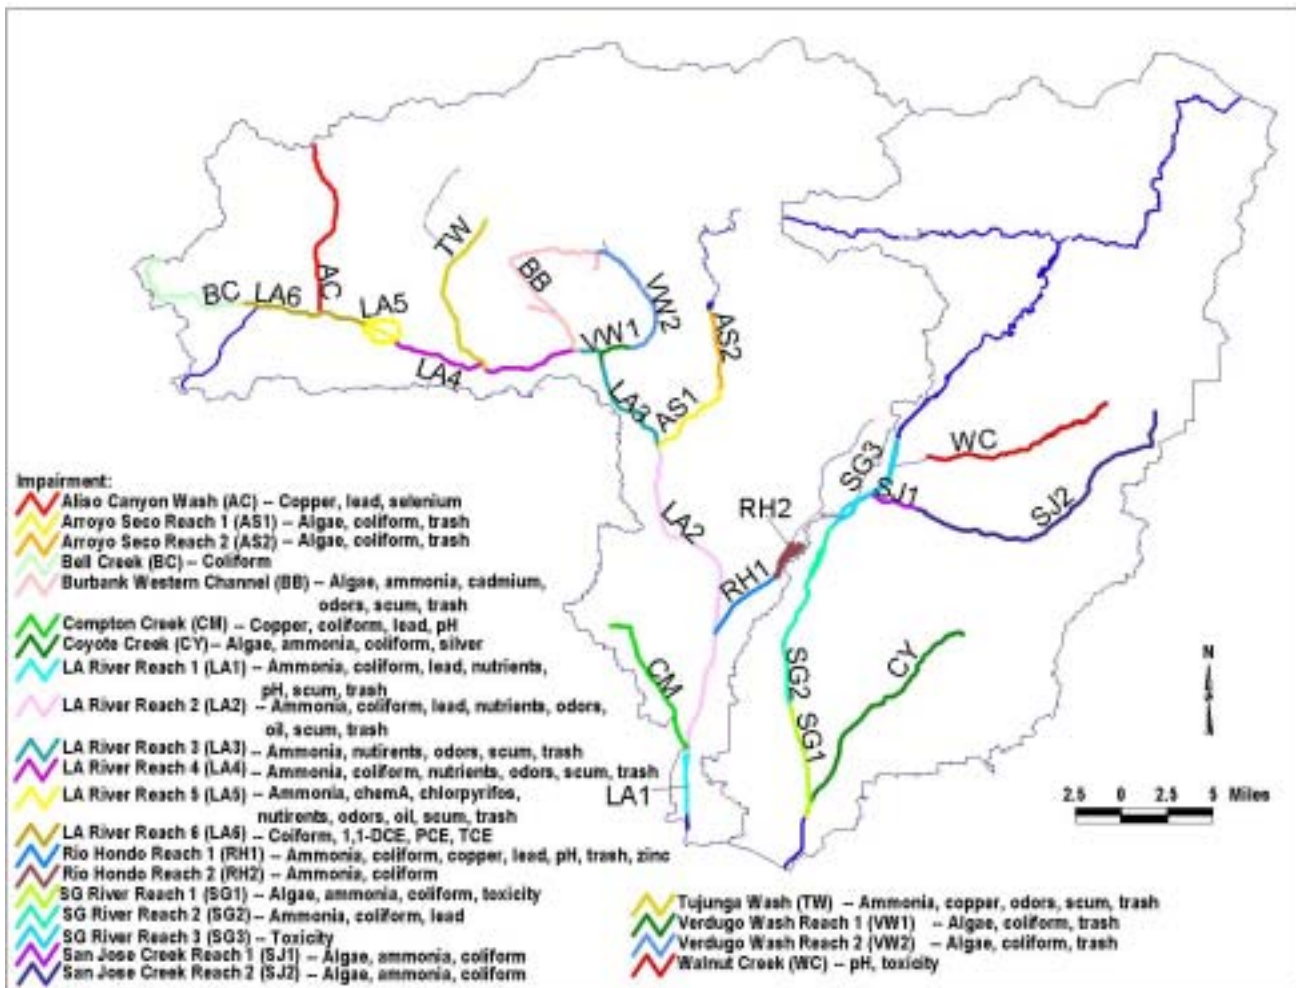 TW
BB
VW2
AC
BC
LA6
LA5
VW1
AS2
LA4
LA3
AS1
WC
SG3
SJ1
SJ2
LA2
RH2
RH1
CM
SG2
CY
SG1
LA1
N
2.5 0 2.5 5 Miles
Impairment:
Aliso Canyon Wash (AC) -- Copper, lead, selenium
Arroyo Seco Reach 1 (AS1) -- Algae, coliform, trash
Arroyo Seco Reach 2 (AS2) -- Algae, coliform, trash
Bell Creek (BC) -- Coliform
Burbank Western Channel (BB) -- Algae, ammonia, cadmium,
odors, scum, trash
Compton Creek (CM) -- Copper, coliform, lead, pH
Coyote Creek (CY)-- Algae, ammonia, coliform, silver
LA River Reach 1 (LA1) -- Ammonia, coliform, lead, nutrients,
pH, scum, trash
LA River Reach 2 (LA2) -- Ammonia, coliform, lead, nutrients, odors,
oil, scum, trash
LA River Reach 3 (LA3) -- Ammonia, nutirents, odors, scum, trash
LA River Reach 4 (LA4) -- Ammonia, coliform, nutrients, odors, scum, trash
LA River Reach 5 (LA5) -- Ammonia, chemA, chlorpyrifos,
nutirents, odors, oil, scum, trash
LA River Reach 6 (LA6) -- Coiform, 1,1-DCE, PCE, TCE
Rio Hondo Reach 1 (RH1) -- Ammonia, coliform, copper, lead, pH, trash, zinc
Rio Hondo Reach 2 (RH2) -- Ammonia, coliform
SG River Reach 1 (SG1) -- Algae, ammonia, coliform, toxicity
SG River Reach 2 (SG2) -- Ammonia, coliform, lead
SG River Reach 3 (SG3) -- Toxicity
San Jose Creek Reach 1 (SJ1) -- Algae, ammonia, coliform
San Jose Creek Reach 2 (SJ2) -- Algae, ammonia, coliform
Tujunga Wash (TW) -- Ammonia, copper, odors, scum, trash
Verdugo Wash Reach 1 (VW1) -- Algae, coliform, trash
Verdugo Wash Reach 2 (VW2) -- Algae, coliform, trash
Walnut Creek (WC) -- pH, toxicity